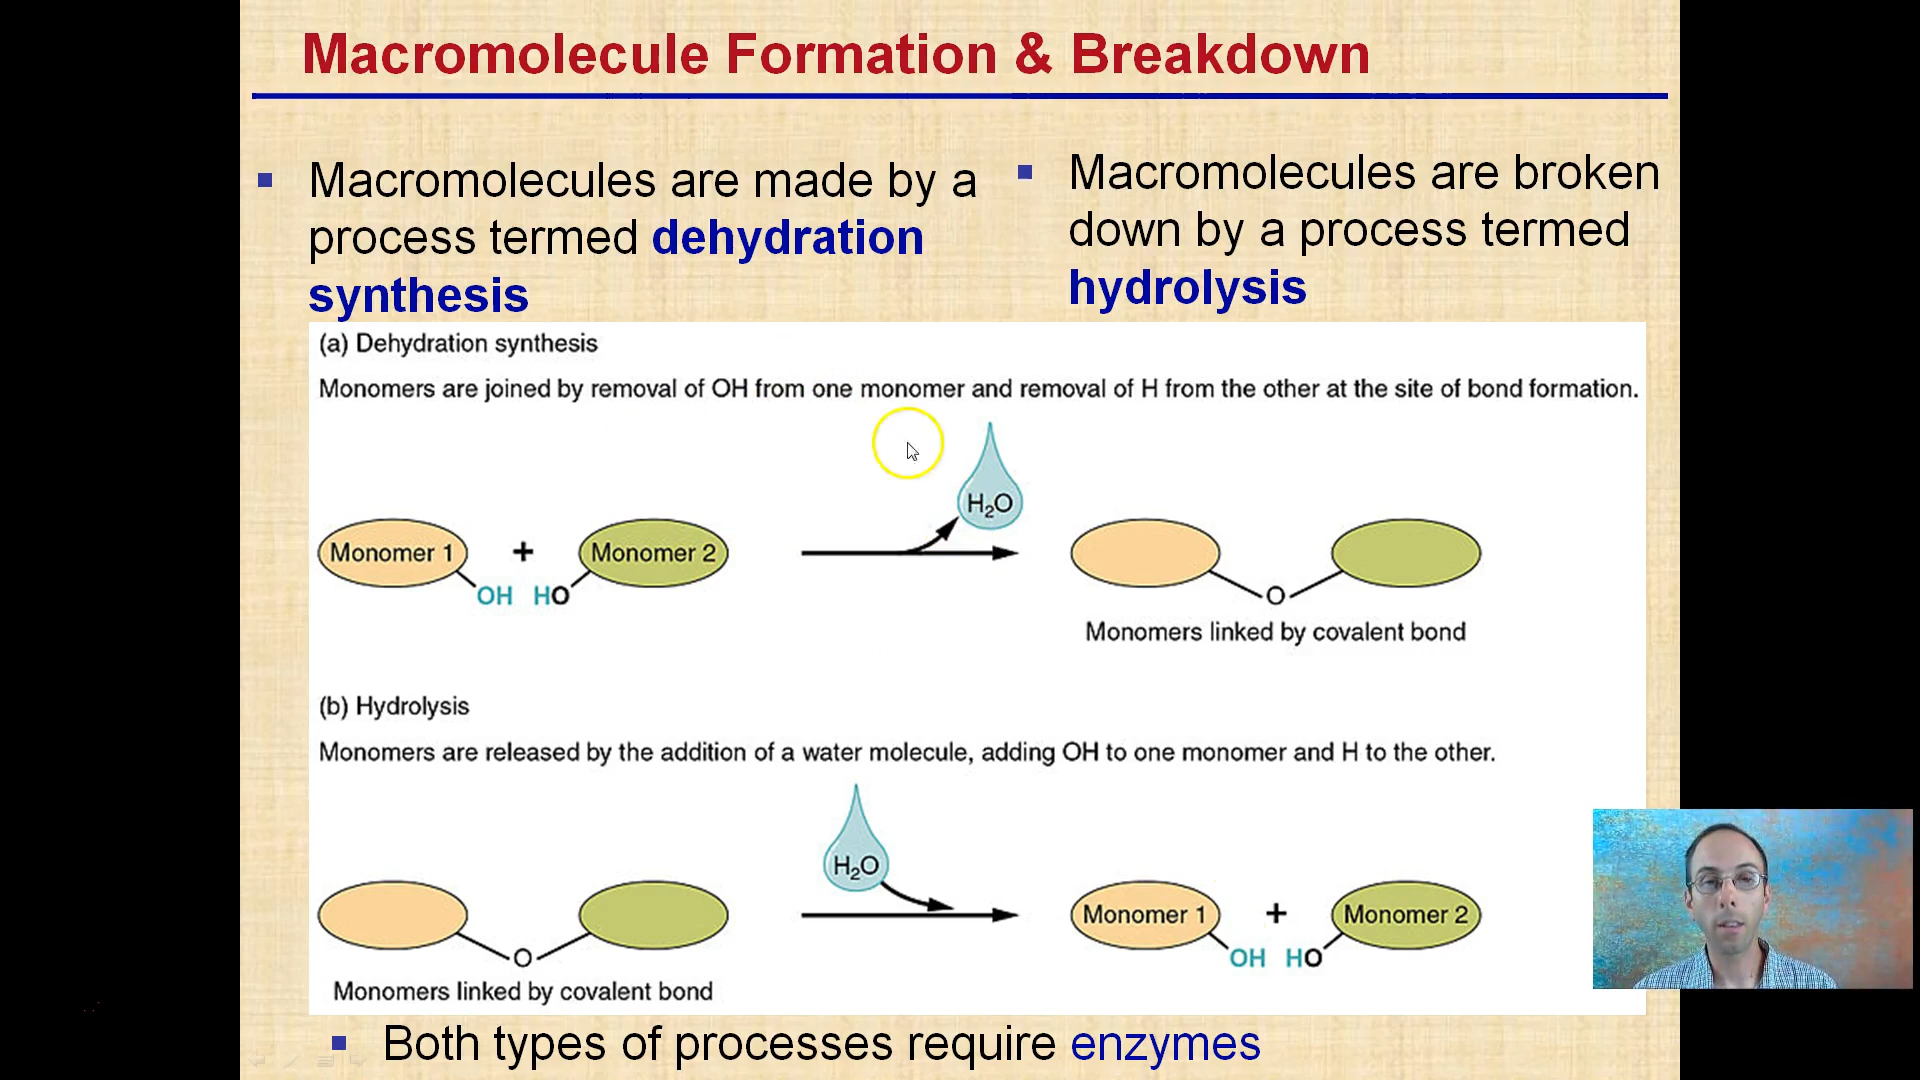 Macromolecule Formation & Breakdown
Macromolecules are made by a
process termed dehydration
synthesis
Macromolecules are broken
down by a process termed
hydrolysis
(a) Dehydration synthesis
Monomers are joined by removal of OH from one monomer and removal of H from the other at the site of bond formation.
H₂O
Monomer 1 + Monomer 2
OH HO
O
Monomers linked by covalent bond
(b) Hydrolysis
Monomers are released by the addition of a water molecule, adding OH to one monomer and H to the other.
H₂O
Monomer 1 + Monomer 2
O
OH HO
Monomers linked by covalent bond
Both types of processes require enzymes